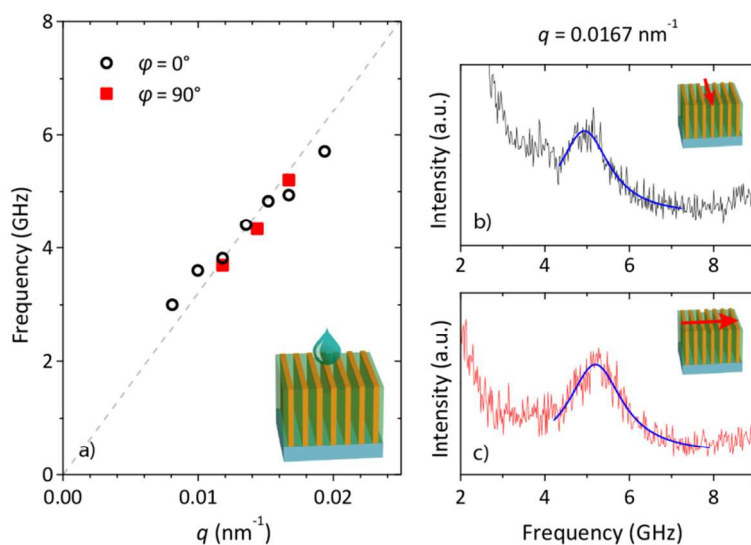 8
6
4
2
0
0.00
0.01
0.02
Frequency (GHz)
q (nm⁻¹)
φ = 0°
φ = 90°
a)
q = 0.0167 nm⁻¹
Intensity (a.u.)
b)
2
4
6
8
Intensity (a.u.)
c)
2
4
6
8
Frequency (GHz)